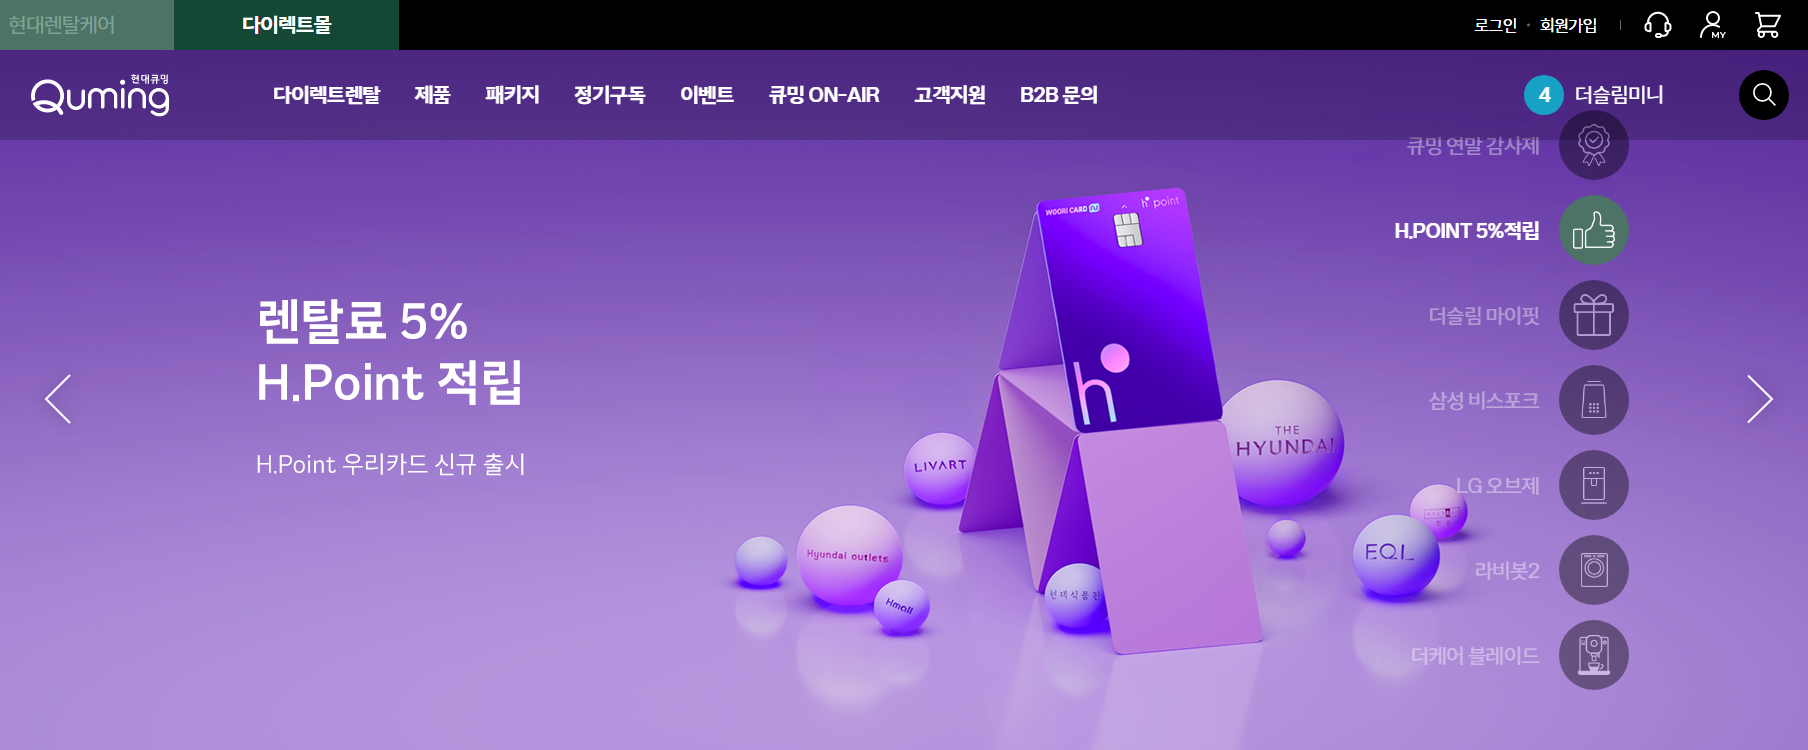 현대렌탈케어
다이렉트몰
로그인 · 회원가입
MY
현대큐밍
Quming
다이렉트렌탈 제품 패키지 정기구독 이벤트 큐밍 ON-AIR 고객지원 B2B 문의
4 더슬림미니
큐밍 연말 감사제
H.POINT 5%적립
더슬림 마이핏
삼성 비스포크
LG 오브제
라비봇2
더케어 블레이드
렌탈료 5%
H.Point 적립
H.Point 우리카드 신규 출시
WOORI CARD
h point
h
THE
HYUNDAI
LIVART
Hyundai outlets
Hmall
현대식품관
EQL